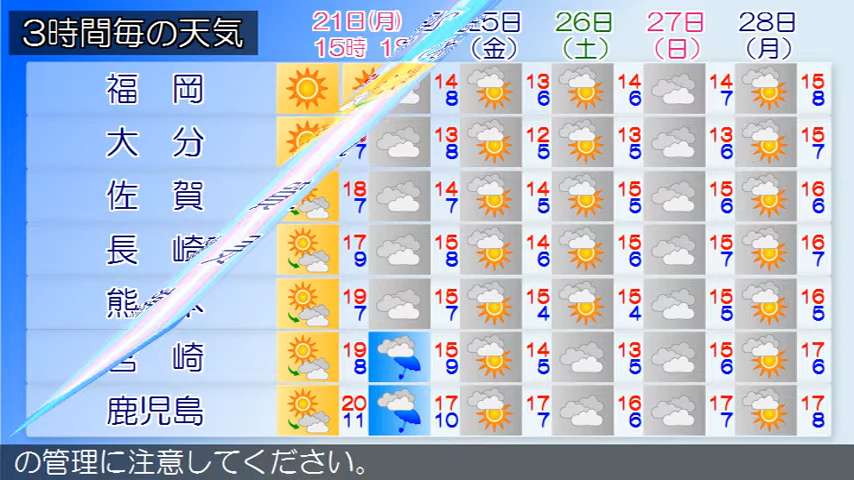 3時間毎の天気
21日(月) 5日 26日 27日 28日
15時 (金) (土) (日) (月)
福岡 14 8 13 6 14 6 14 7 15 8
大分 7 13 8 12 5 13 5 13 6 15 7
佐賀 18 7 14 7 14 5 15 5 15 6 16 6
長崎 17 9 15 8 14 6 15 6 15 7 16 7
熊 19 7 15 7 15 4 15 4 15 6 16 5
崎 19 8 15 9 14 5 13 5 15 6 17 6
鹿児島 20 11 17 10 17 7 16 6 17 7 17 8
の管理に注意してください。